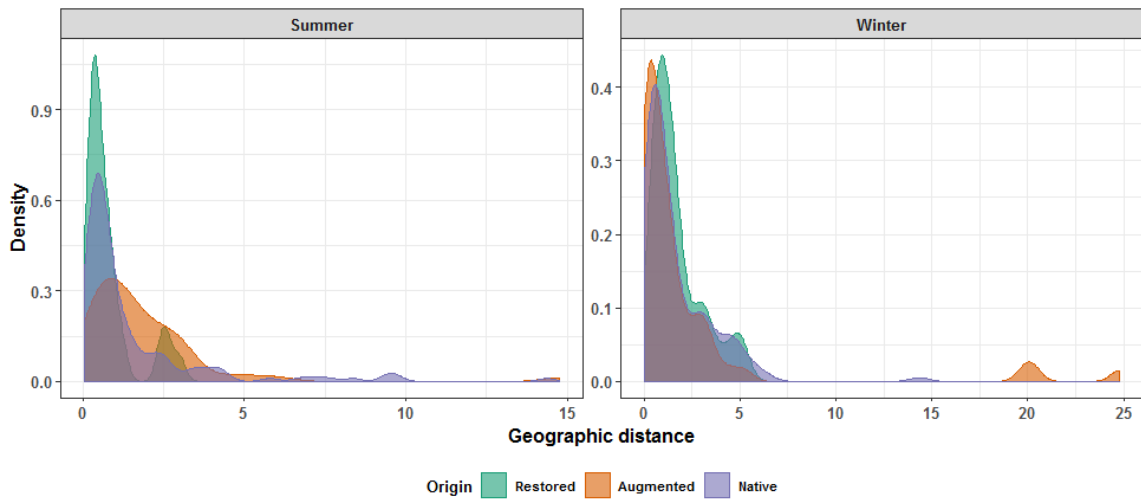 Summer
Winter
Density
0.9
0.6
0.3
0.0
0.4
0.3
0.2
0.1
0.0
0 5 10 15
0 5 10 15 20 25
Geographic distance
Origin Restored Augmented Native